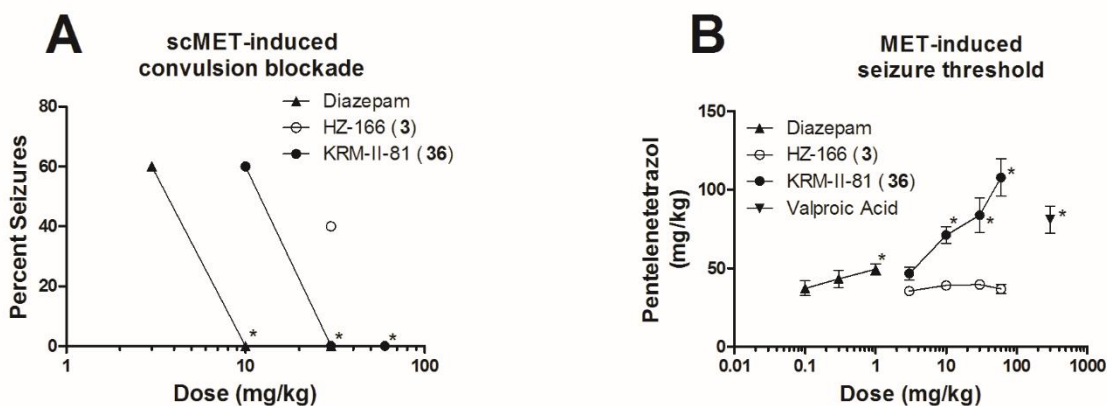 A
scMET-induced
convulsion blockade
Diazepam
HZ-166 (3)
KRM-II-81 (36)
Percent Seizures
80
60
40
20
0
* * *
1 10 100
Dose (mg/kg)
B
MET-induced
seizure threshold
Diazepam
HZ-166 (3)
KRM-II-81 (36)
Valproic Acid
Pentelenetetrazol
(mg/kg)
150
100
50
0
* * * * *
0.01 0.1 1 10 100 1000
Dose (mg/kg)